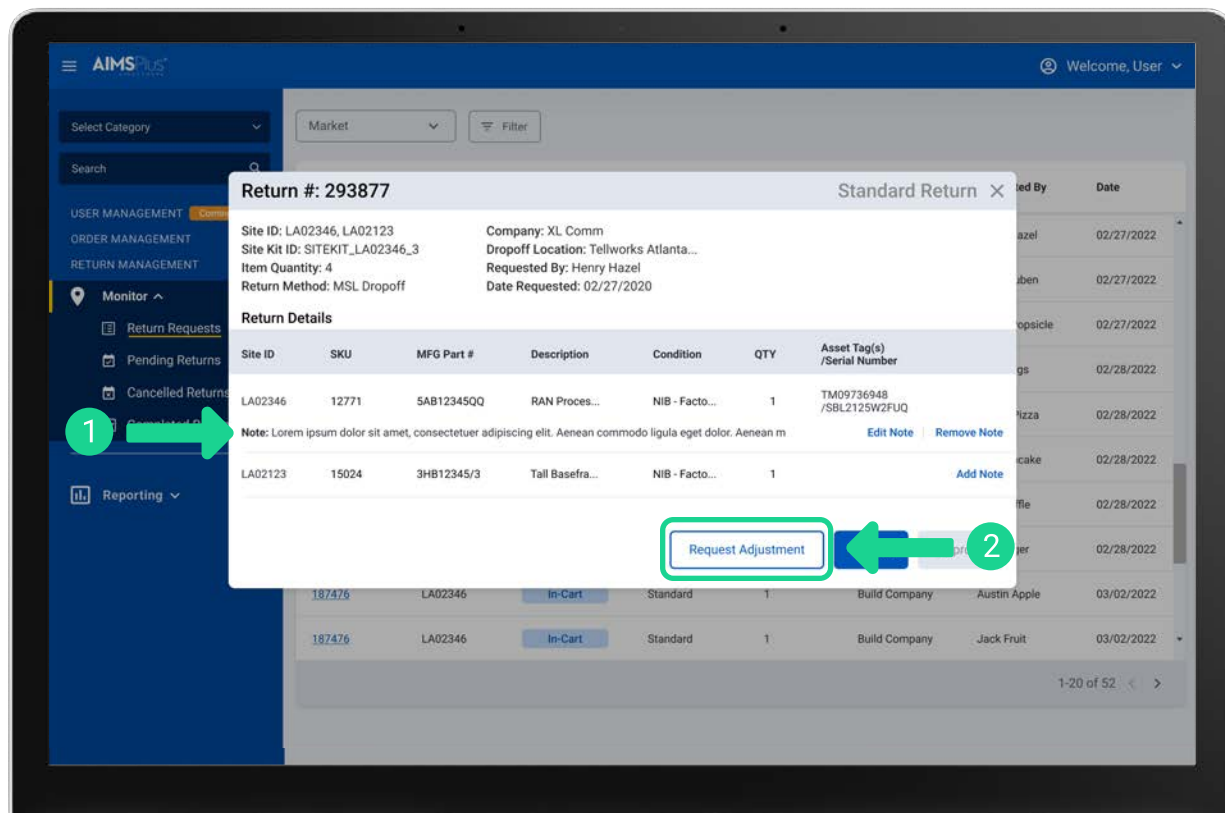 AIMSPlus
Welcome, User
Select Category
Market
Filter
Search
USER MANAGEMENT
ORDER MANAGEMENT
RETURN MANAGEMENT
Monitor
Return Requests
Pending Returns
Cancelled Returns
Reporting
Date
02/27/2022
02/27/2022
02/27/2022
02/28/2022
02/28/2022
02/28/2022
02/28/2022
02/28/2022
Return #: 293877 Standard Return
Site ID: LA02346, LA02123 Company: XL Comm
Site Kit ID: SITEKIT_LA02346_3 Dropoff Location: Tellworks Atlanta...
Item Quantity: 4 Requested By: Henry Hazel
Return Method: MSL Dropoff Date Requested: 02/27/2020
Return Details
Site ID SKU MFG Part # Description Condition QTY Asset Tag(s)
/Serial Number
LA02346 12771 5AB12345QQ RAN Proces... NIB - Facto... 1 TM09736948
/SBL2125W2FUQ
1
Note: Lorem ipsum dolor sit amet, consectetuer adipiscing elit. Aenean commodo ligula eget dolor. Aenean m Edit Note Remove Note
LA02123 15024 3HB12345/3 Tall Basefra... NIB - Facto... 1 Add Note
Request Adjustment
2
187476 LA02346 In-Cart Standard 1 Build Company Austin Apple 03/02/2022
187476 LA02346 In-Cart Standard 1 Build Company Jack Fruit 03/02/2022
1-20 of 52